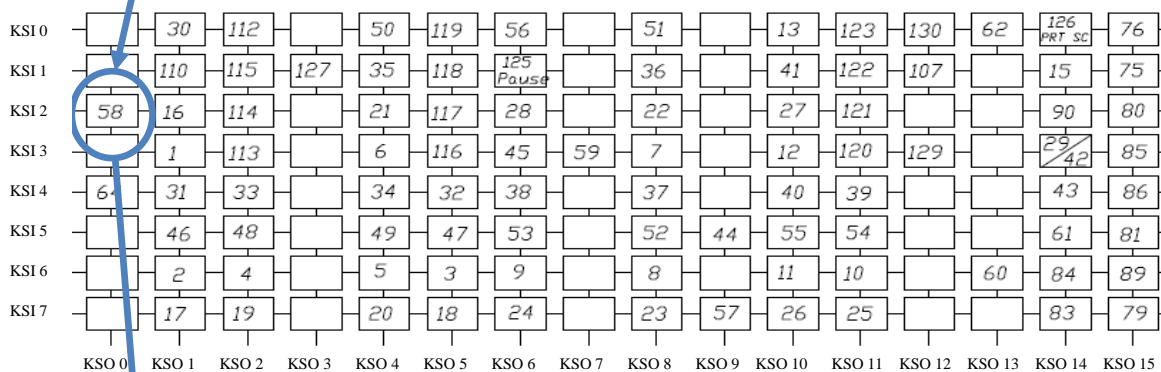 KSI 0 30 112 50 119 56 51 13 123 130 62 126 PRT SC 76
KSI 1 110 115 127 35 118 125 Pause 36 41 122 107 15 75
KSI 2 58 16 114 21 117 28 22 27 121 90 80
KSI 3 1 113 6 116 45 59 7 12 120 129 29/42 85
KSI 4 64 31 33 34 32 38 37 40 39 43 86
KSI 5 46 48 49 47 53 52 44 55 54 61 81
KSI 6 2 4 5 3 9 8 11 10 60 84 89
KSI 7 17 19 20 18 24 23 57 26 25 83 79
KSO 0 KSO 1 KSO 2 KSO 3 KSO 4 KSO 5 KSO 6 KSO 7 KSO 8 KSO 9 KSO 10 KSO 11 KSO 12 KSO 13 KSO 14 KSO 15